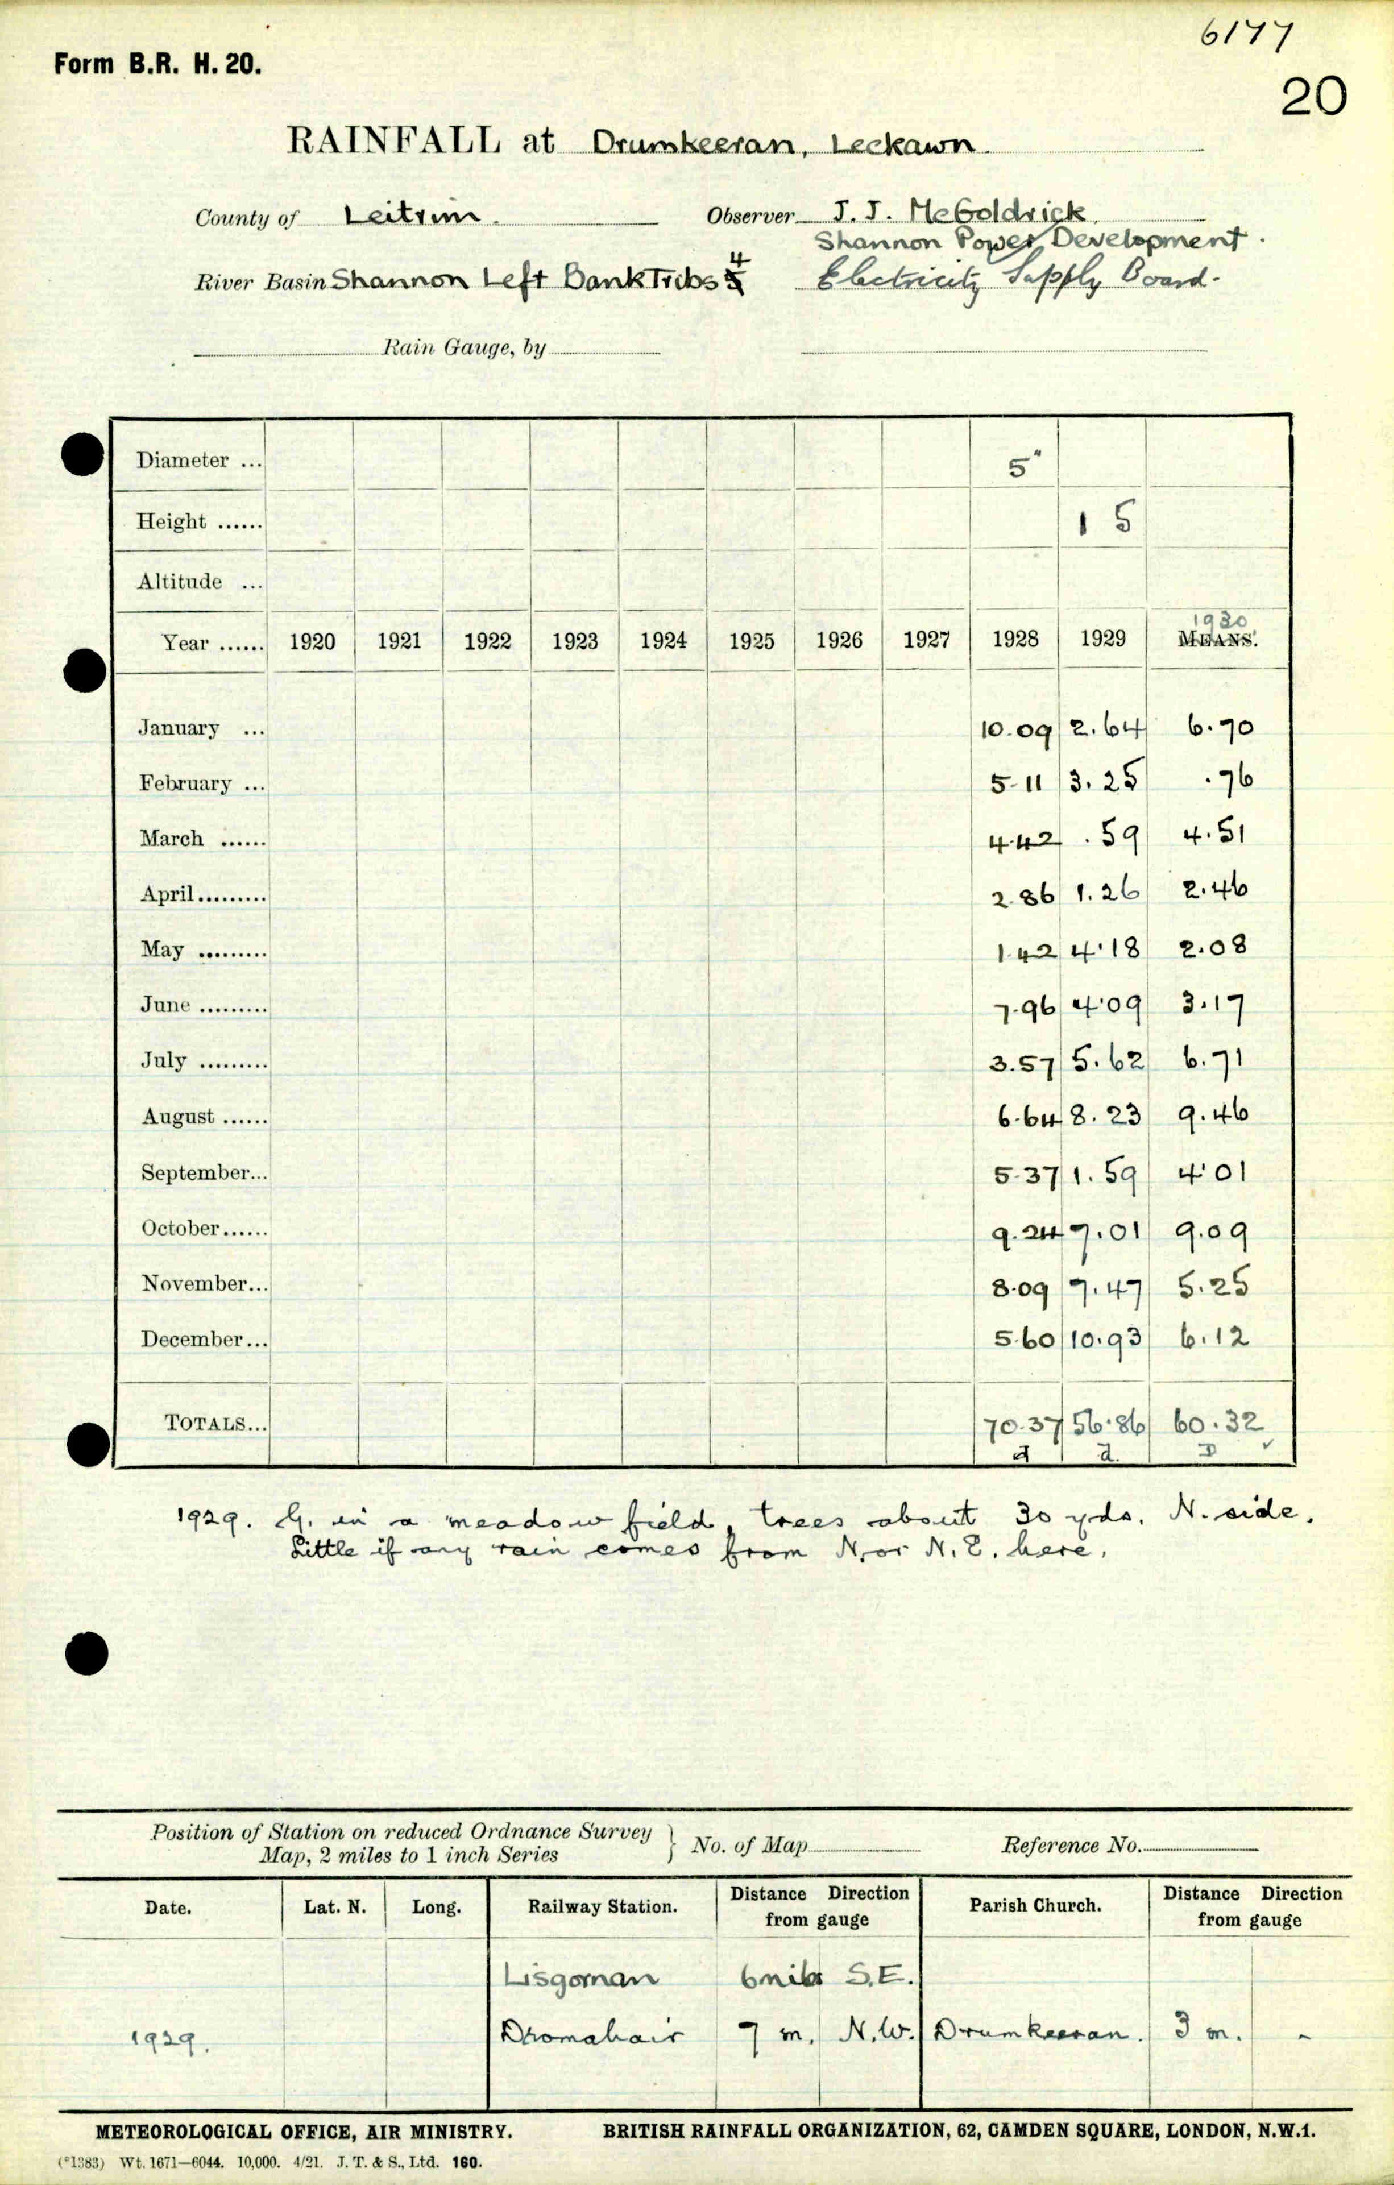 6177
Form B.R. H. 20.
20
RAINFALL at Drumkeeran, Leckawn.
County of Leitrim. Observer J. J. McGoldrick
Shannon Power Development.
River Basin Shannon Left Bank Tribs 4 Electricity Supply Board.
Rain Gauge, by
Diameter ... 5"
Height ...... 1 5
Altitude ...
1930
Year ...... 1920 1921 1922 1923 1924 1925 1926 1927 1928 1929 MEANS.
January ... 10.09 2.64 6.70
February ... 5.11 3.25 .76
March ...... 4.42 .59 4.51
April ......... 2.86 1.26 2.46
May ......... 1.42 4.18 2.08
June ......... 7.96 4.09 3.17
July ......... 3.57 5.62 6.71
August ...... 6.64 8.23 9.46
September... 5.37 1.59 4.01
October...... 9.24 7.01 9.09
November... 8.09 7.47 5.25
December... 5.60 10.93 6.12
TOTALS... 70.37 56.86 60.32
1929. G. in a meadow field, trees about 30 yds. N. side.
Little if any rain comes from N. or N.E. here.
Position of Station on reduced Ordnance Survey
Map, 2 miles to 1 inch Series } No. of Map Reference No.
Date. Lat. N. Long. Railway Station. Distance Direction from gauge Parish Church. Distance Direction from gauge
Lisgorman 6 mils S.E.
1929. Dromahair 7 m. N.W. Drumkeeran. 3 m. -
METEOROLOGICAL OFFICE, AIR MINISTRY. BRITISH RAINFALL ORGANIZATION, 62, CAMDEN SQUARE, LONDON, N.W.1.
(*1383) Wt. 1671—6044. 10,000. 4/21. J. T. & S., Ltd. 160.